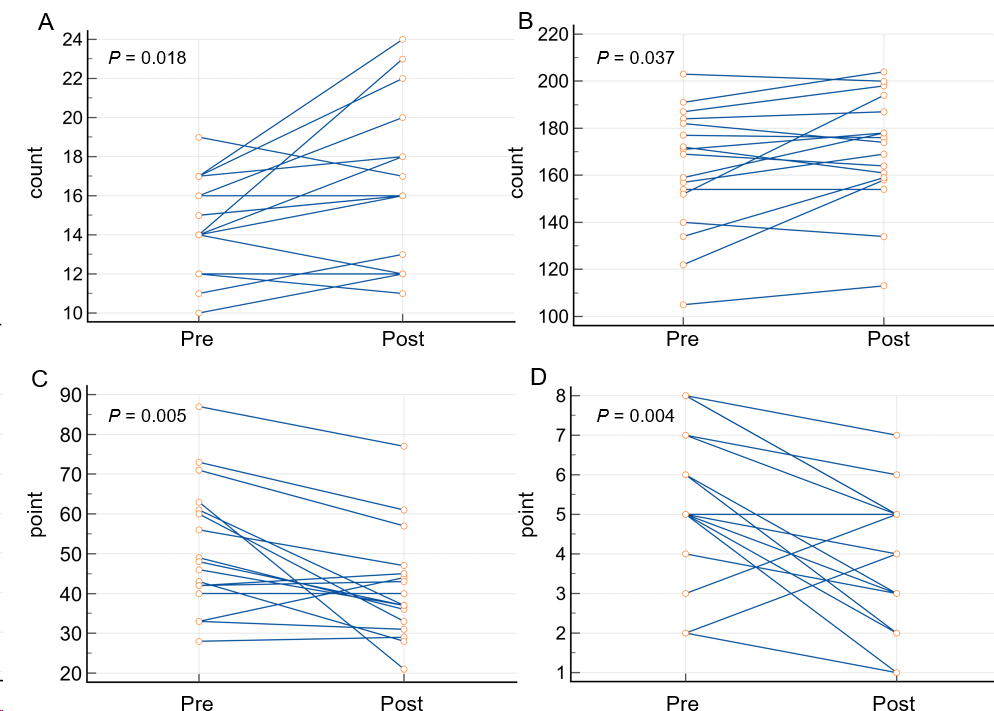 A
P = 0.018
count
24
22
20
18
16
14
12
10
Pre Post
B
P = 0.037
count
220
200
180
160
140
120
100
Pre Post
C
P = 0.005
point
90
80
70
60
50
40
30
20
Pre Post
D
P = 0.004
point
8
7
6
5
4
3
2
1
Pre Post